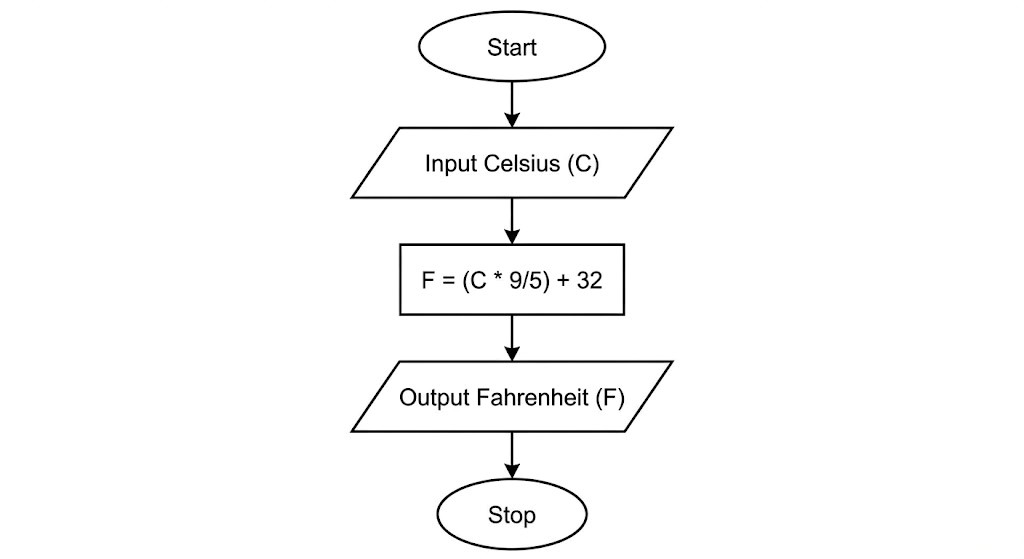 Start
Input Celsius (C)
F = (C * 9/5) + 32
Output Fahrenheit (F)
Stop